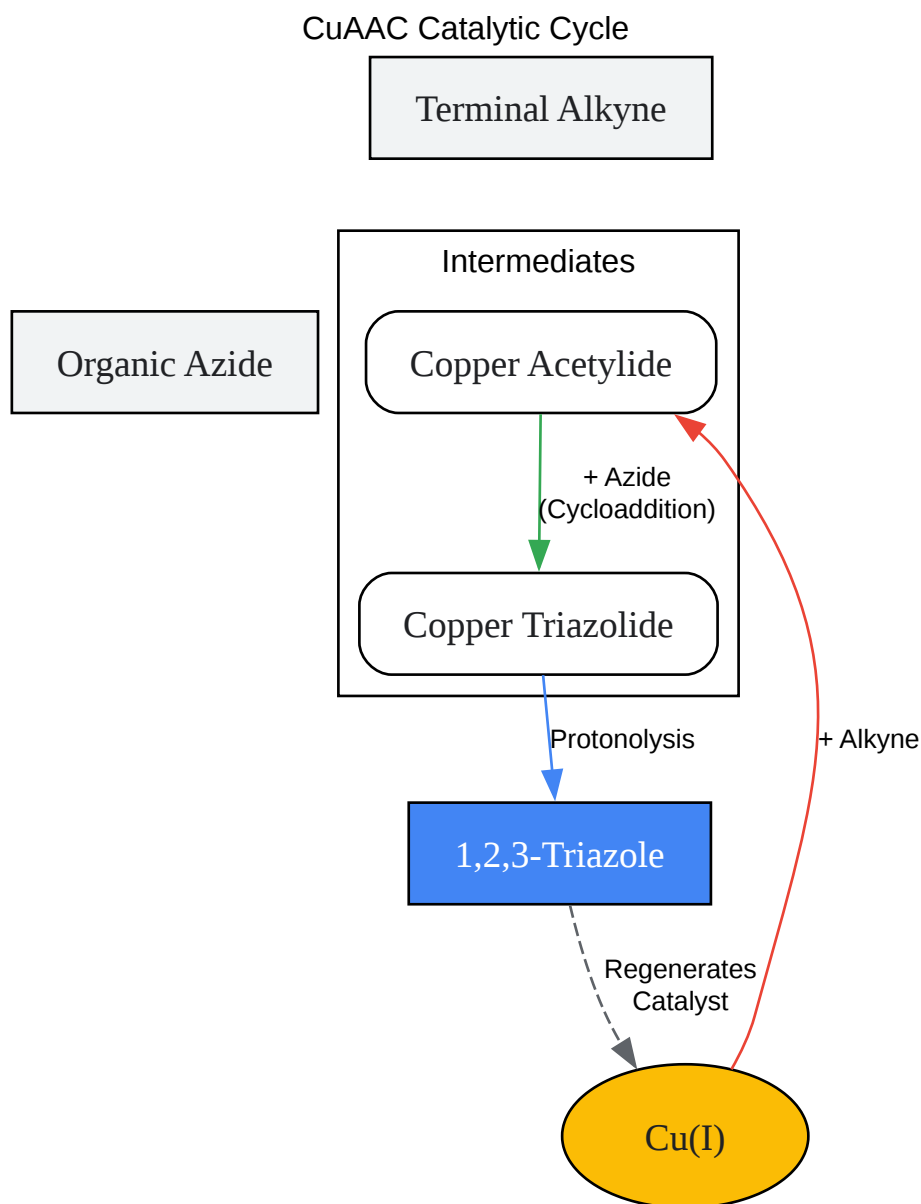 CuAAC Catalytic Cycle
Terminal Alkyne
Intermediates
Organic Azide
Copper Acetylide
+ Azide
(Cycloaddition)
Copper Triazolide
Protonolysis
+ Alkyne
1,2,3-Triazole
Regenerates
Catalyst
Cu(I)